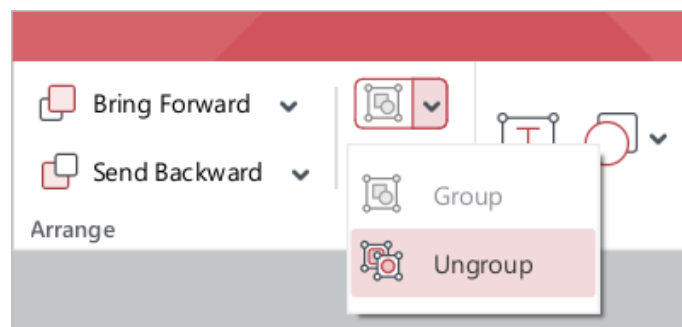 Bring Forward
Send Backward
Arrange
T
Group
Ungroup